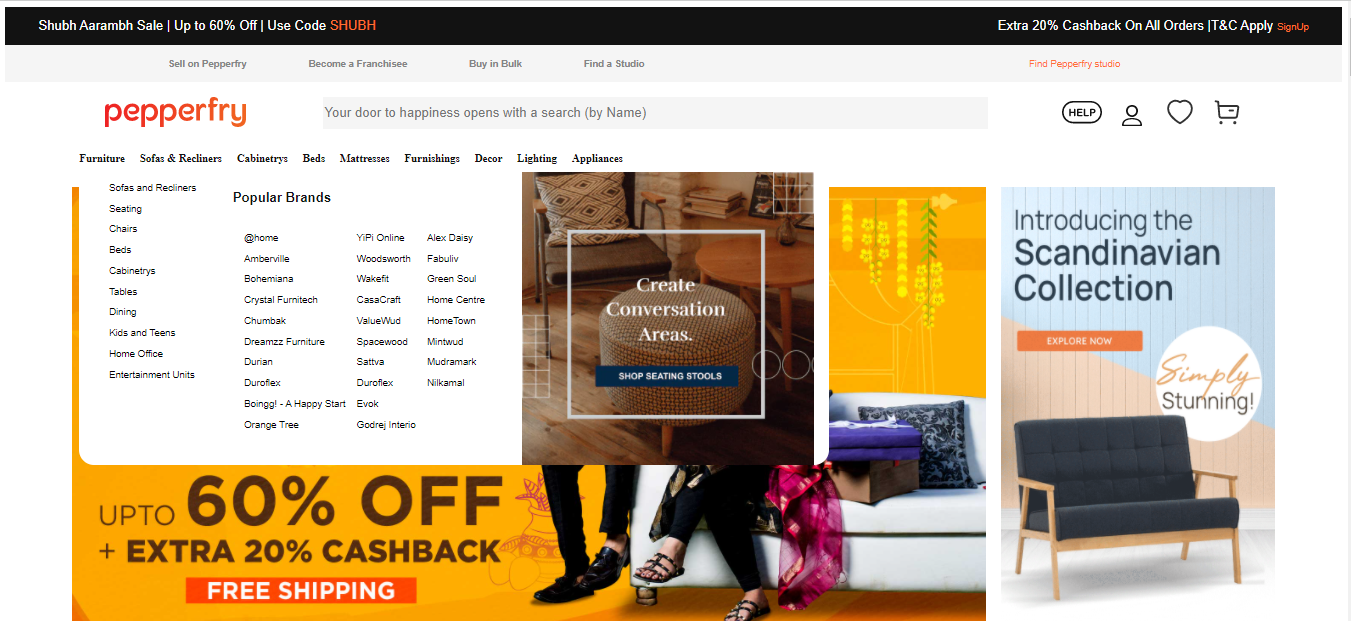 Shubh Aarambh Sale | Up to 60% Off | Use Code SHUBH
Extra 20% Cashback On All Orders |T&C Apply SignUp
Sell on Pepperfry
Become a Franchisee
Buy in Bulk
Find a Studio
Find Pepperfry studio
pepperfry
Your door to happiness opens with a search (by Name)
HELP
Furniture
Sofas & Recliners
Cabinetrys
Beds
Mattresses
Furnishings
Decor
Lighting
Appliances
Sofas and Recliners
Seating
Chairs
Beds
Cabinetrys
Tables
Dining
Kids and Teens
Home Office
Entertainment Units
Popular Brands
@home
Amberville
Bohemiana
Crystal Furnitech
Chumbak
Dreamzz Furniture
Durian
Duroflex
Boingg! - A Happy Start
Orange Tree
YiPi Online
Woodsworth
Wakefit
CasaCraft
ValueWud
Spacewood
Sattva
Duroflex
Evok
Godrej Interio
Alex Daisy
Fabuliv
Green Soul
Home Centre
HomeTown
Mintwud
Mudramark
Nilkamal
Create
Conversation
Areas.
SHOP SEATING STOOLS
UPTO 60% OFF
+ EXTRA 20% CASHBACK
FREE SHIPPING
Introducing the
Scandinavian
Collection
EXPLORE NOW
Simply
Stunning!